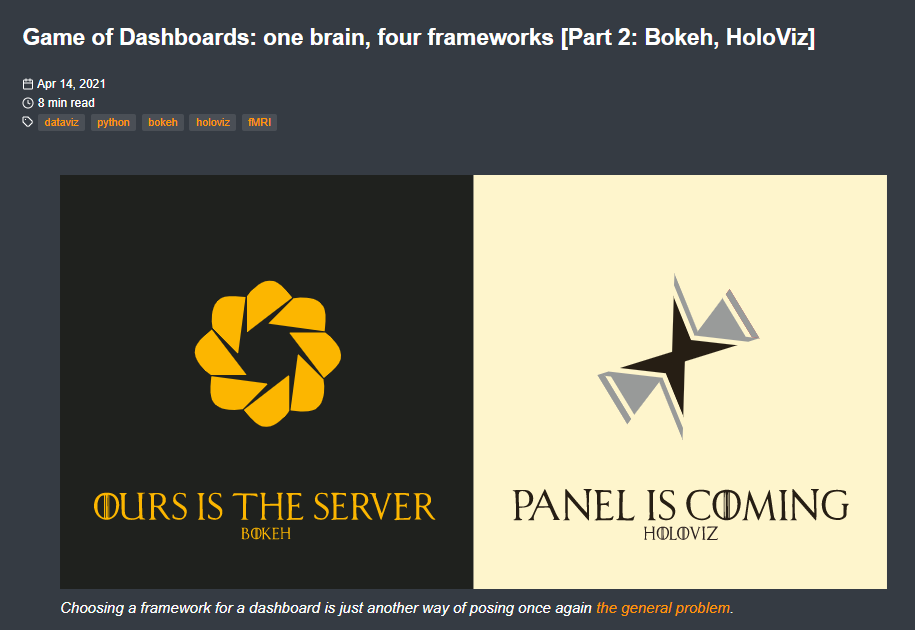 Game of Dashboards: one brain, four frameworks [Part 2: Bokeh, HoloViz]
Apr 14, 2021
8 min read
dataviz python bokeh holoviz fMRI
OURS IS THE SERVER
BOKEH
PANEL IS COMING
HOLOVIZ
Choosing a framework for a dashboard is just another way of posing once again the general problem.